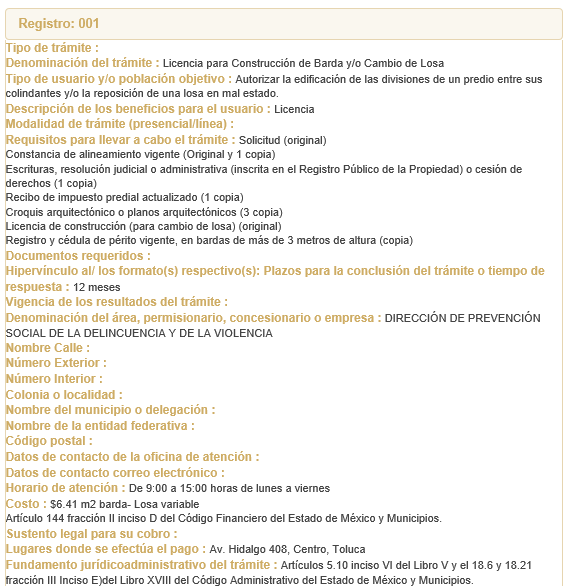 Registro: 001
Tipo de trámite :
Denominación del trámite : Licencia para Construcción de Barda y/o Cambio de Losa
Tipo de usuario y/o población objetivo : Autorizar la edificación de las divisiones de un predio entre sus
colindantes y/o la reposición de una losa en mal estado.
Descripción de los beneficios para el usuario : Licencia
Modalidad de trámite (presencial/línea) :
Requisitos para llevar a cabo el trámite : Solicitud (original)
Constancia de alineamiento vigente (Original y 1 copia)
Escrituras, resolución judicial o administrativa (inscrita en el Registro Público de la Propiedad) o cesión de
derechos (1 copia)
Recibo de impuesto predial actualizado (1 copia)
Croquis arquitectónico o planos arquitectónicos (3 copia)
Licencia de construcción (para cambio de losa) (original)
Registro y cédula de périto vigente, en bardas de más de 3 metros de altura (copia)
Documentos requeridos :
Hipervínculo al/ los formato(s) respectivo(s): Plazos para la conclusión del trámite o tiempo de
respuesta : 12 meses
Vigencia de los resultados del trámite :
Denominación del área, permisionario, concesionario o empresa : DIRECCIÓN DE PREVENCIÓN
SOCIAL DE LA DELINCUENCIA Y DE LA VIOLENCIA
Nombre Calle :
Número Exterior :
Número Interior :
Colonia o localidad :
Nombre del municipio o delegación :
Nombre de la entidad federativa :
Código postal :
Datos de contacto de la oficina de atención :
Datos de contacto correo electrónico :
Horario de atención : De 9:00 a 15:00 horas de lunes a viernes
Costo : $6.41 m2 barda- Losa variable
Artículo 144 fracción II inciso D del Código Financiero del Estado de México y Municipios.
Sustento legal para su cobro :
Lugares donde se efectúa el pago : Av. Hidalgo 408, Centro, Toluca
Fundamento jurídicoadministrativo del trámite : Artículos 5.10 inciso VI del Libro V y el 18.6 y 18.21
fracción III Inciso E)del Libro XVIII del Código Administrativo del Estado de México y Municipios.